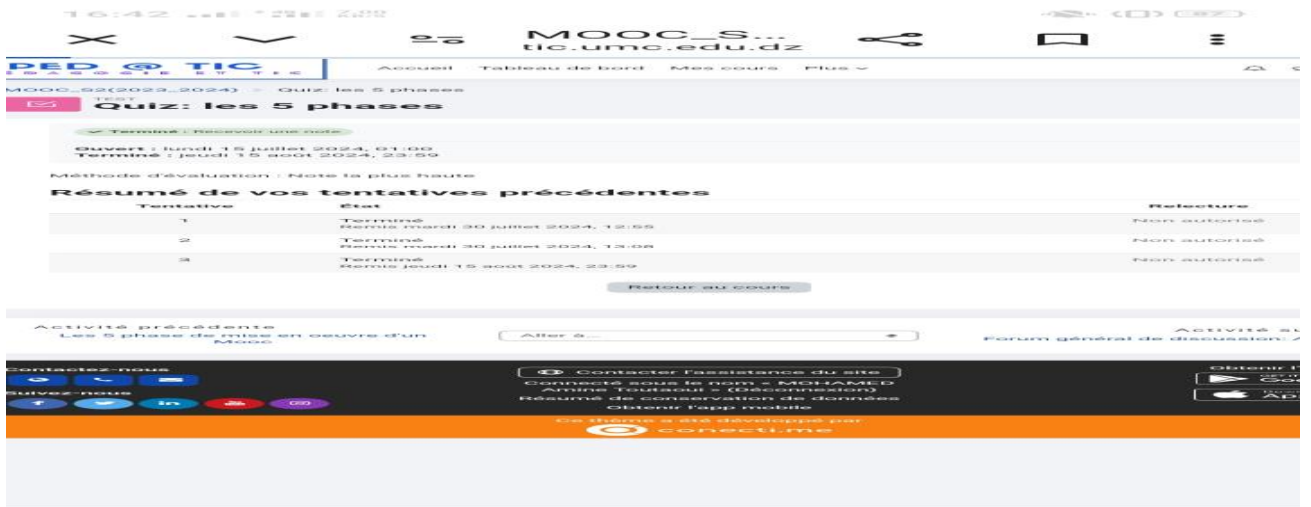 16:42
MOOC_S...
tic.umc.edu.dz
PED @ TIC
Accueil Tableau de bord Mes cours Plus
MOOC_S2(2023_2024) Quiz: les 5 phases
TEST
Quiz: les 5 phases
Terminé : Recevoir une note
Ouvert : lundi 15 juillet 2024, 01:00
Terminé : jeudi 15 août 2024, 23:59
Méthode d'évaluation : Note la plus haute
Résumé de vos tentatives précédentes
Tentative État Relecture
1 Terminé Non autorisé
Remis mardi 30 juillet 2024, 12:55
2 Terminé Non autorisé
Remis mardi 30 juillet 2024, 13:08
3 Terminé Non autorisé
Remis jeudi 15 août 2024, 23:59
Retour au cours
Activité précédente
Les 5 phase de mise en oeuvre d'un
Mooc
Aller à...
Activité su
Forum général de discussion: A
Contactez-nous
Suivez-nous
Contacter l'assistance du site
Connecté sous le nom « MOHAMED
Amine Toutaoui » (Déconnexion)
Résumé de conservation de données
Obtenir l'app mobile
Obtenir l'
GET IT
Goo
App
Ce thème a été développé par
conecti.me